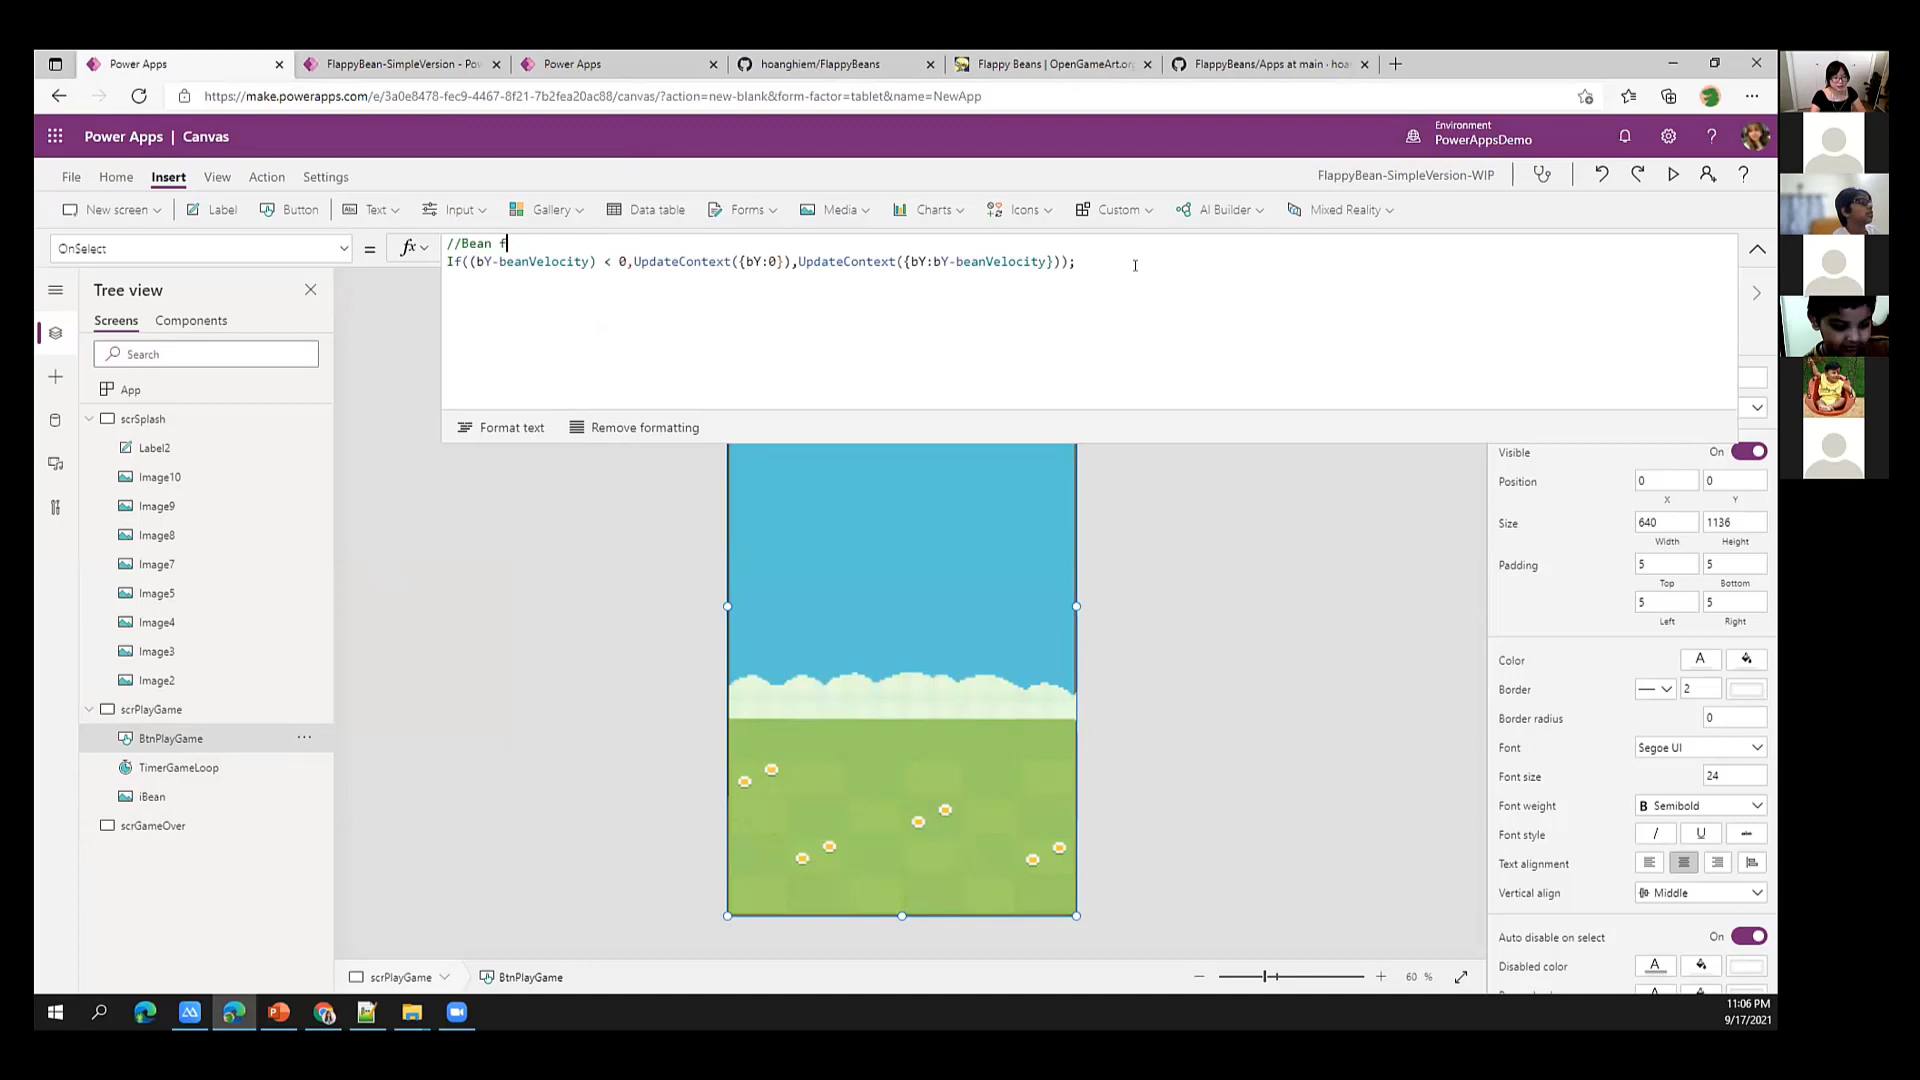 Power Apps
FlappyBean-SimpleVersion - Po
Power Apps
hoanghiem/FlappyBeans
Flappy Beans | OpenGameArt.org
FlappyBeans/Apps at main · hoa
https://make.powerapps.com/e/3a0e8478-fec9-4467-8f21-7b2fea20ac88/canvas/?action=new-blank&form-factor=tablet&name=NewApp
Power Apps | Canvas
Environment
PowerAppsDemo
File Home Insert View Action Settings
FlappyBean-SimpleVersion-WIP
New screen Label Button Text Input Gallery Data table Forms Media Charts Icons Custom AI Builder Mixed Reality
OnSelect
=
fx
//Bean f
If((bY-beanVelocity) < 0,UpdateContext({bY:0}),UpdateContext({bY:bY-beanVelocity}));
Format text Remove formatting
Tree view
Screens Components
Search
App
scrSplash
Label2
Image10
Image9
Image8
Image7
Image5
Image4
Image3
Image2
scrPlayGame
BtnPlayGame
TimerGameLoop
iBean
scrGameOver
Visible On
Position 0 0
X Y
Size 640 1136
Width Height
Padding 5 5
Top Bottom
5 5
Left Right
Color A
Border 2
Border radius 0
Font Segoe UI
Font size 24
Font weight B Semibold
Font style / U abc
Text alignment
Vertical align Middle
Auto disable on select On
Disabled color A
scrPlayGame BtnPlayGame
60 %
11:06 PM
9/17/2021